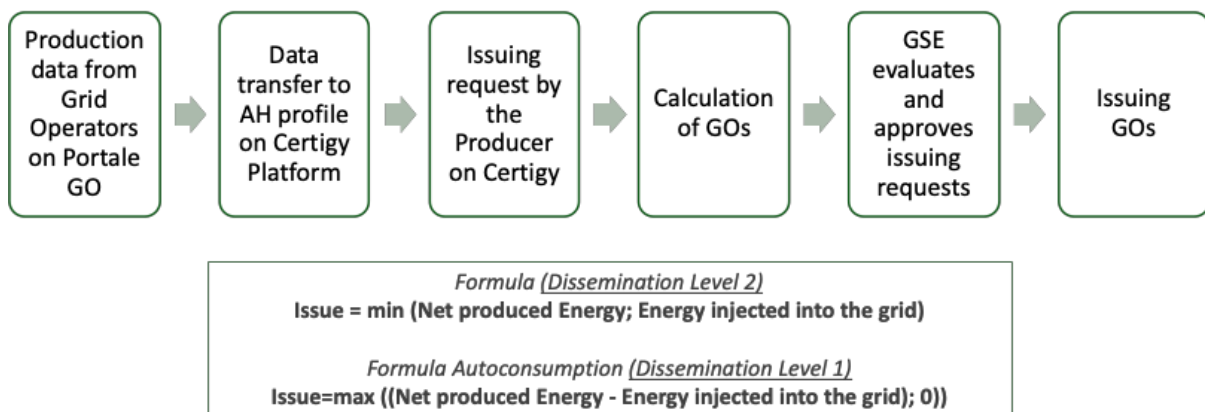 Production
data from
Grid
Operators
on Portale
GO
Data
transfer to
AH profile
on Certigy
Platform
Issuing
request by
the
Producer
on Certigy
Calculation
of GOs
GSE
evaluates
and
approves
issuing
requests
Issuing
GOs
Formula (Dissemination Level 2)
Issue = min (Net produced Energy; Energy injected into the grid)
Formula Autoconsumption (Dissemination Level 1)
Issue=max ((Net produced Energy - Energy injected into the grid); 0))